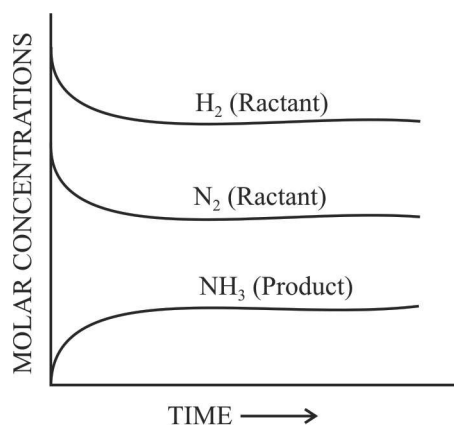 MOLAR CONCENTRATIONS
H₂ (Ractant)
N₂ (Ractant)
NH₃ (Product)
TIME ⟶